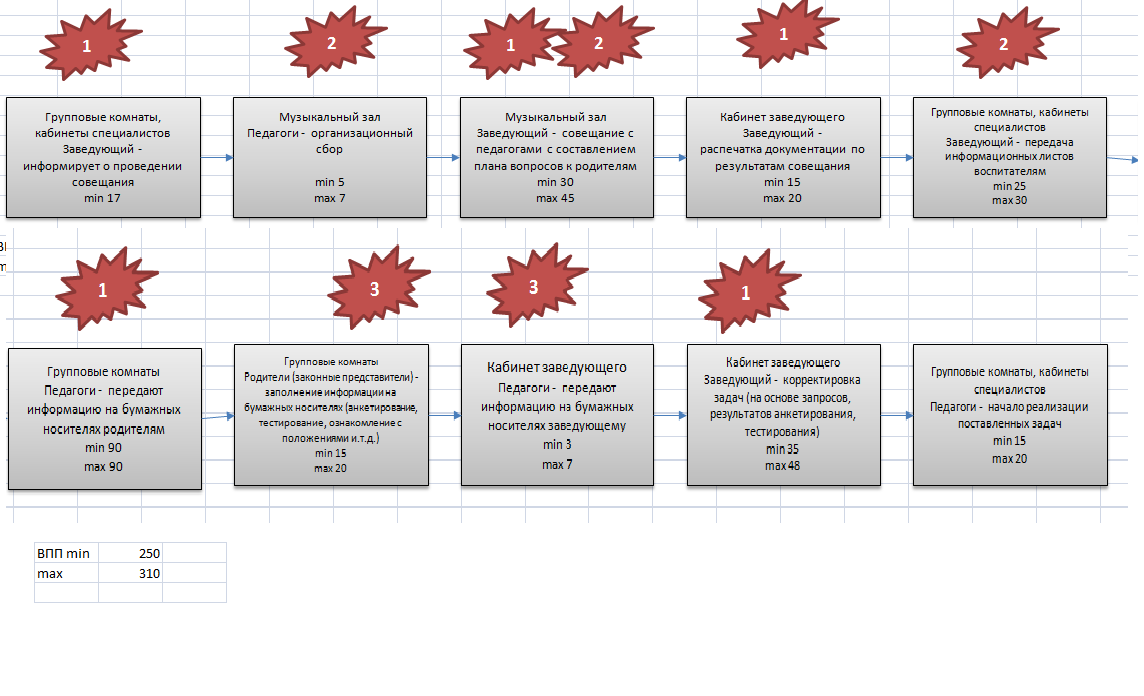 1
2
1
2
1
2
Групповые комнаты,
кабинеты специалистов
Заведующий -
информирует о проведении
совещания
min 17
Музыкальный зал
Педагоги - организационный
сбор
min 5
max 7
Музыкальный зал
Заведующий - совещание с
педагогами с составлением
плана вопросов к родителям
min 30
max 45
Кабинет заведующего
Заведующий -
распечатка документации по
результатам совещания
min 15
max 20
Групповые комнаты, кабинеты
специалистов
Заведующий - передача
информационных листов
воспитателям
min 25
max 30
1
3
3
1
Групповые комнаты
Педагоги - передают
информацию на бумажных
носителях родителям
min 90
max 90
Групповые комнаты
Родители (законные представители) -
заполнение информации на
бумажных носителях (анкетирование,
тестирование, ознакомление с
положениями и.т.д.)
min 15
max 20
Кабинет заведующего
Педагоги - передают
информацию на бумажных
носителях заведующему
min 3
max 7
Кабинет заведующего
Заведующий - корректировка
задач (на основе запросов,
результатов анкетирования,
тестирования)
min 35
max 48
Групповые комнаты, кабинеты
специалистов
Педагоги - начало реализации
поставленных задач
min 15
max 20
ВПП min 250
max 310